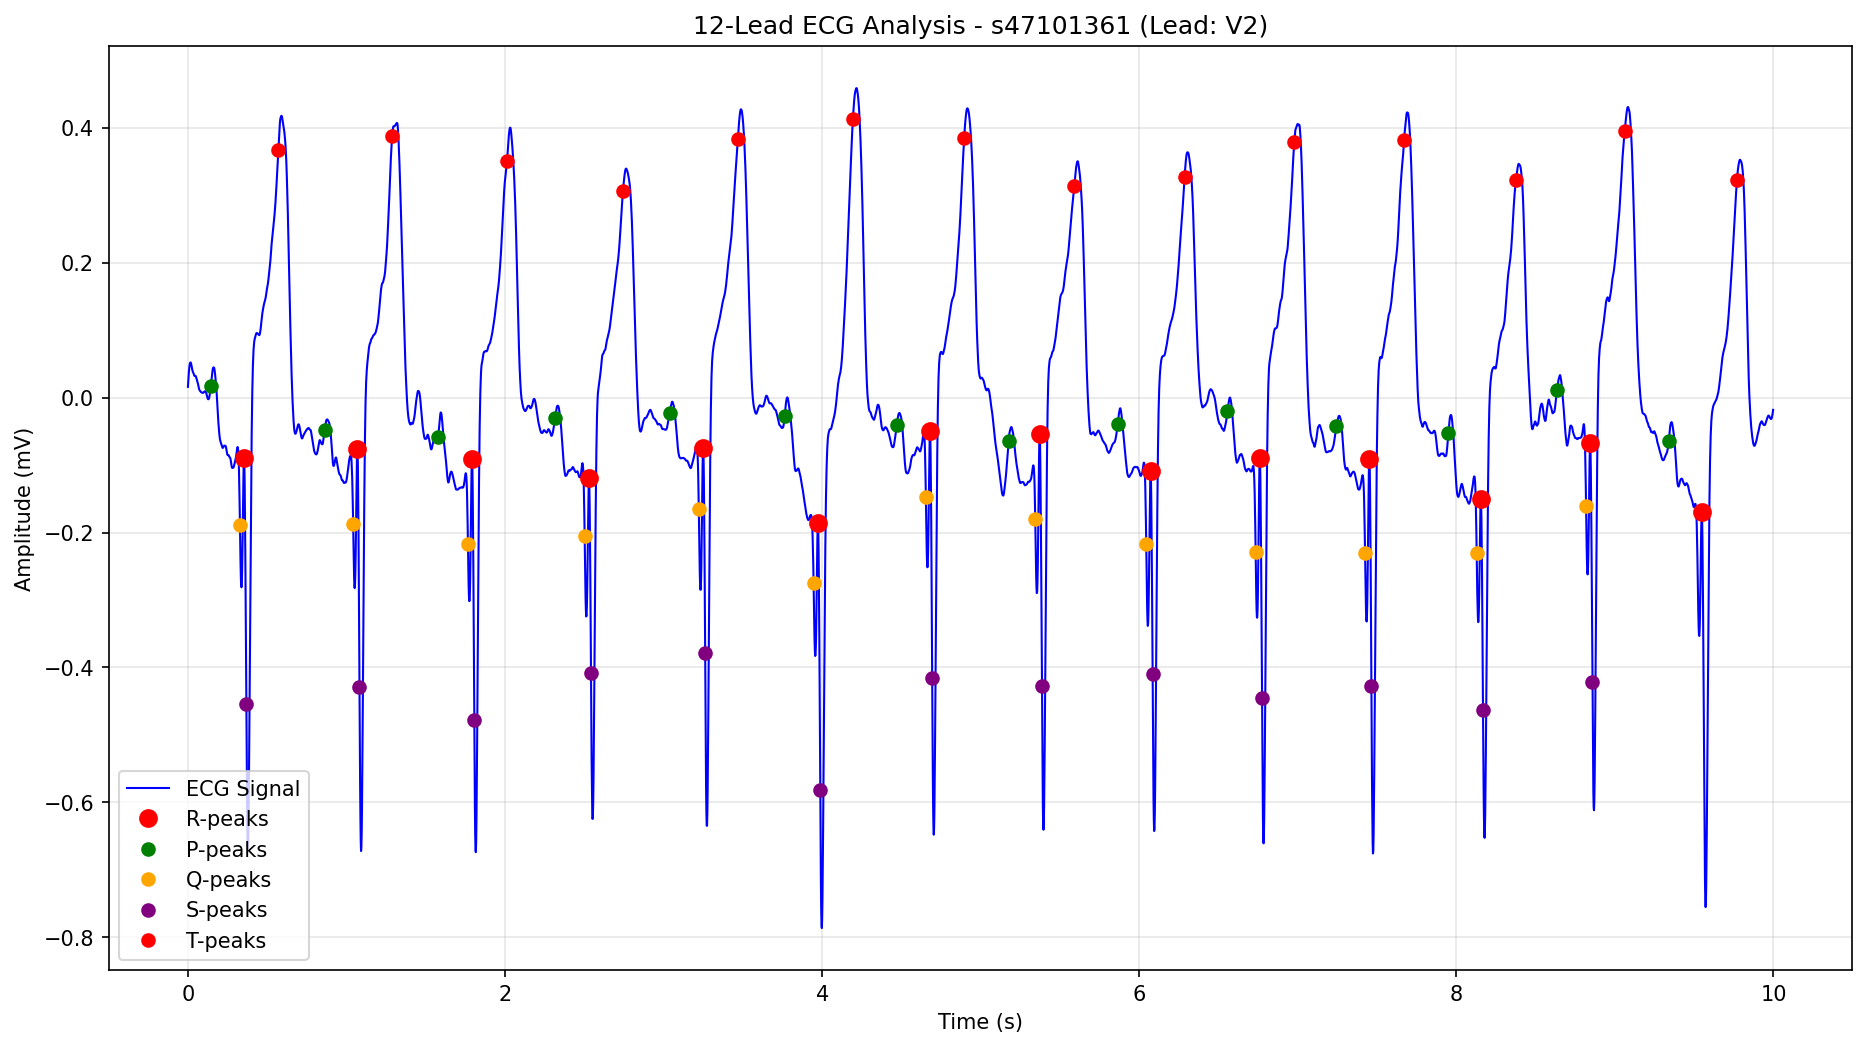 12-Lead ECG Analysis - s47101361 (Lead: V2)
Amplitude (mV)
0.4
0.2
0.0
−0.2
−0.4
−0.6
−0.8
ECG Signal
R-peaks
P-peaks
Q-peaks
S-peaks
T-peaks
0 2 4 6 8 10
Time (s)